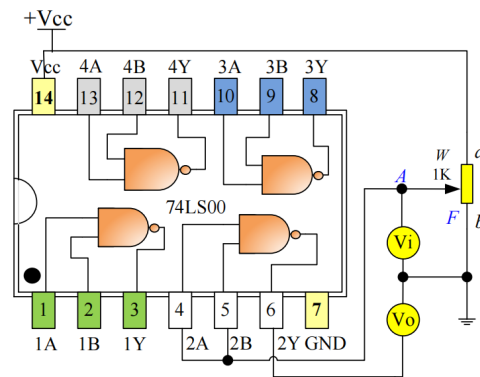 +Vcc
Vcc 4A 4B 4Y 3A 3B 3Y
14 13 12 11 10 9 8
a
A W
1K
74LS00
F b
Vi
1 2 3 4 5 6 7
Vo
1A 1B 1Y 2A 2B 2Y GND